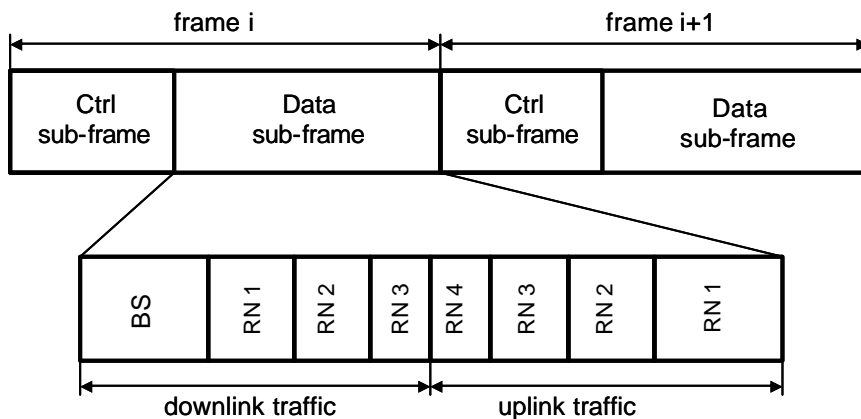 frame i
frame i+1
Ctrl
sub-frame
Data
sub-frame
Ctrl
sub-frame
Data
sub-frame
BS
RN 1
RN 2
RN 3
RN 4
RN 3
RN 2
RN 1
downlink traffic
uplink traffic